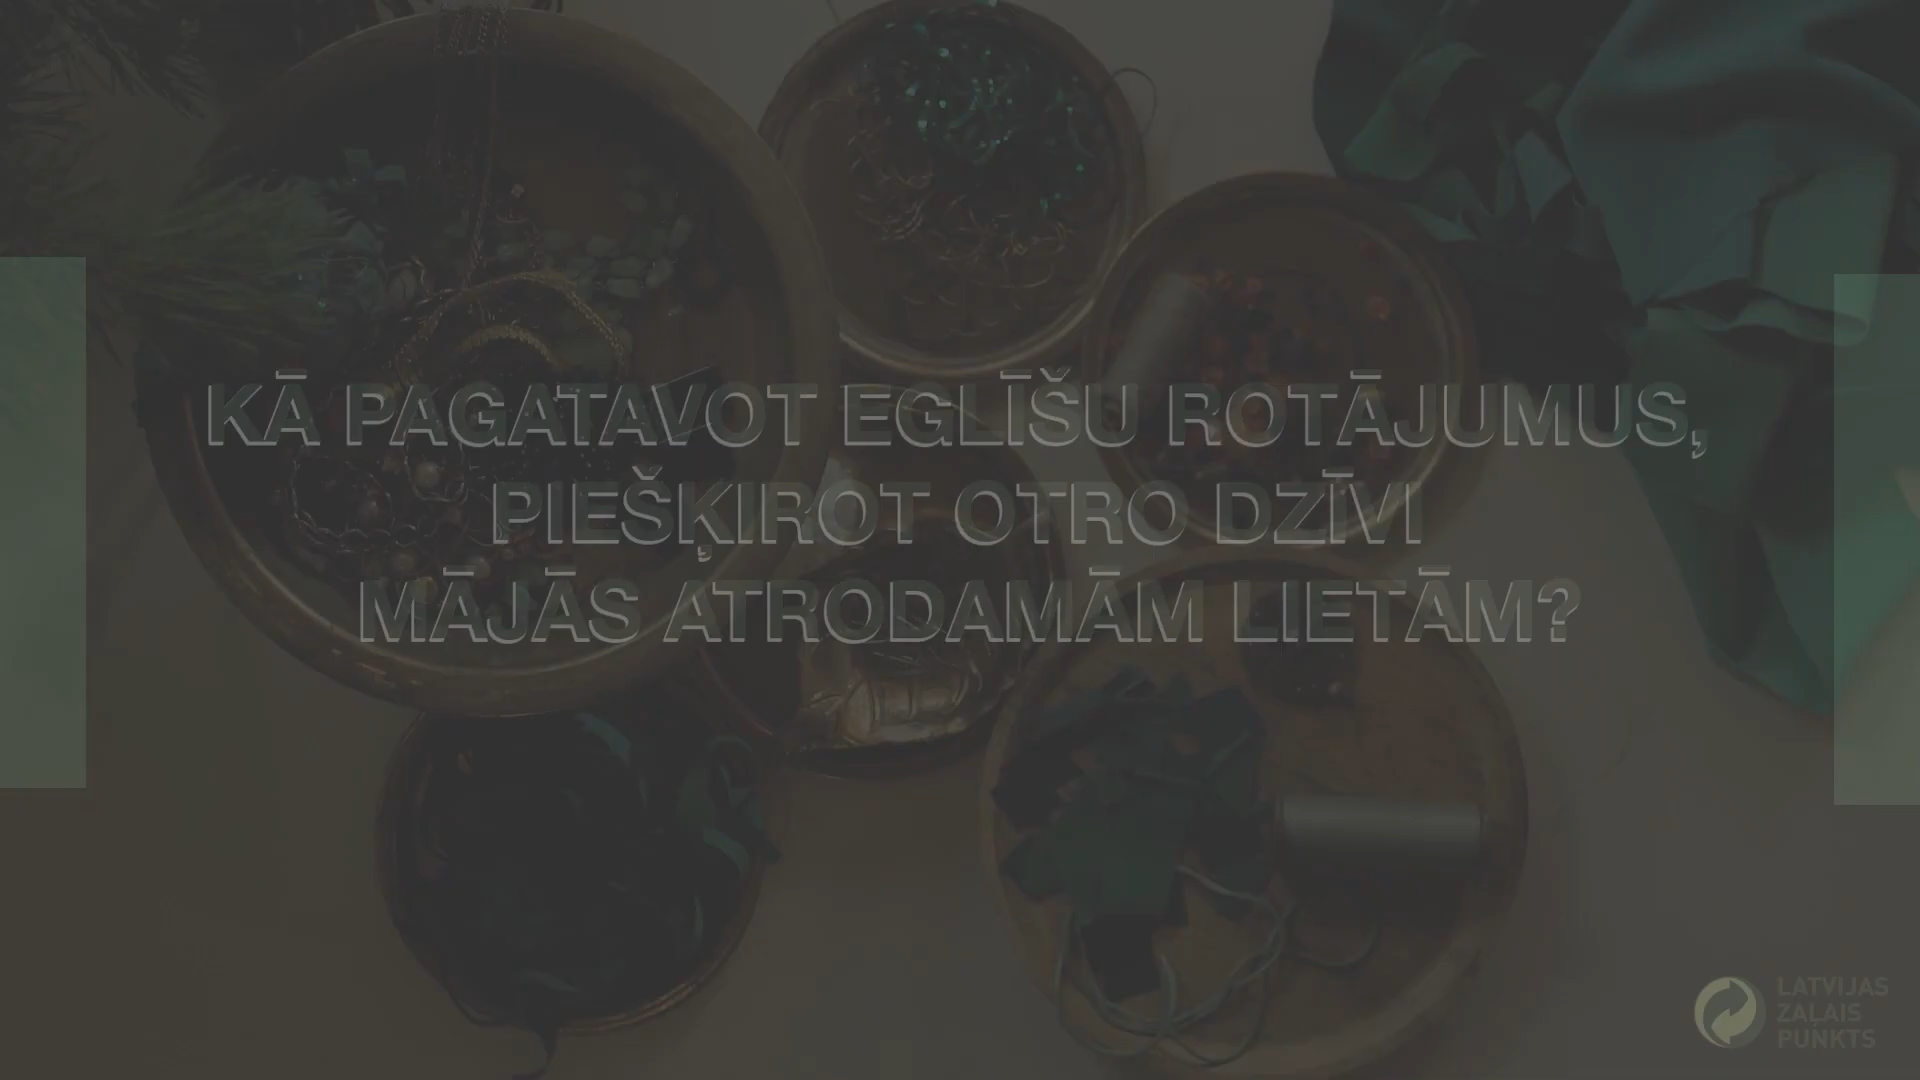 KĀ PAGATAVOT EGLĪŠU ROTĀJUMUS,
PIEŠĶIROT OTRO DZĪVI
MĀJĀS ATRODAMĀM LIETĀM?
LATVIJAS
ZAĻAIS
PUNKTS